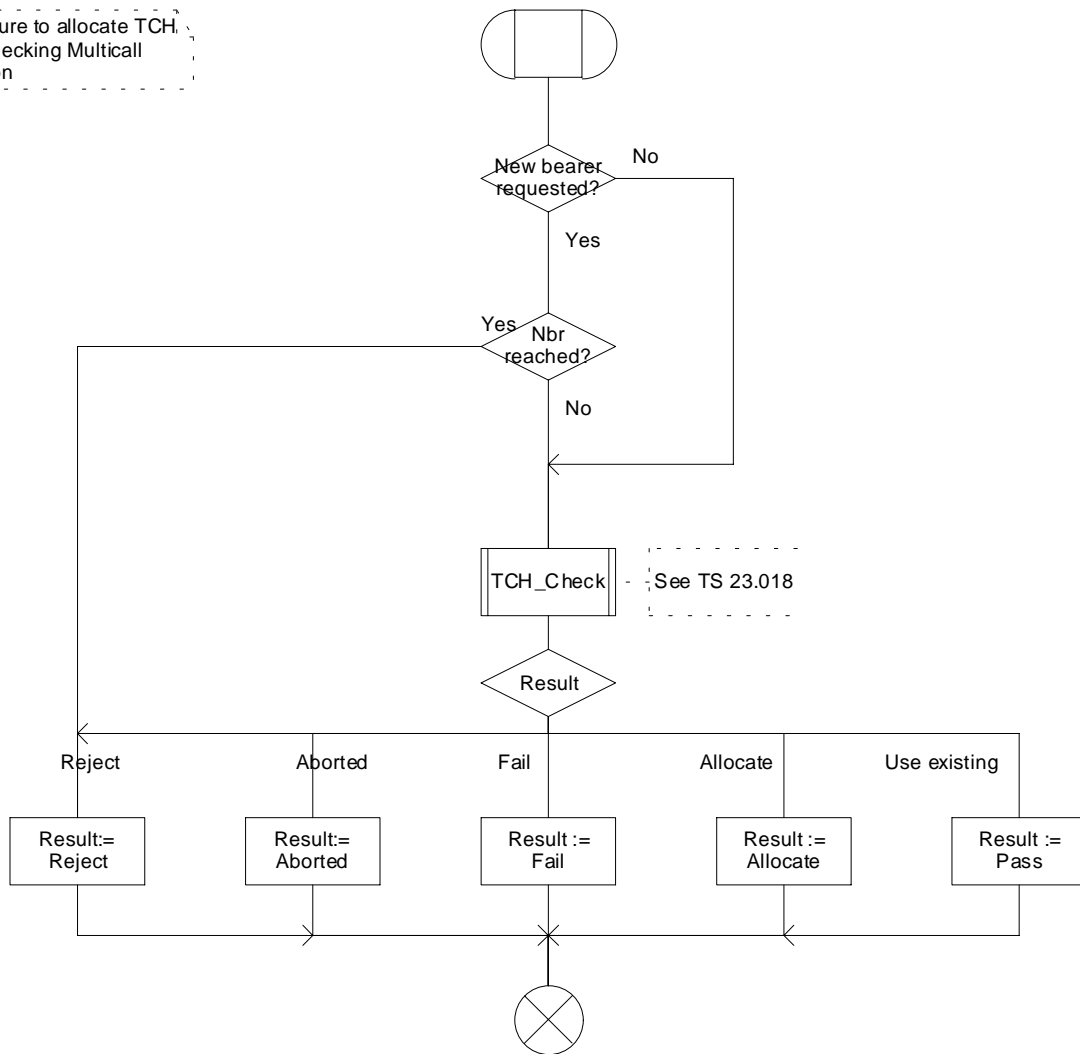 ure to allocate TCH
ecking Multicall
on
New bearer
requested?
No
Yes
Yes
Nbr
reached?
No
TCH_Check
See TS 23.018
Result
Reject
Aborted
Fail
Allocate
Use existing
Result:=
Reject
Result:=
Aborted
Result :=
Fail
Result :=
Allocate
Result :=
Pass